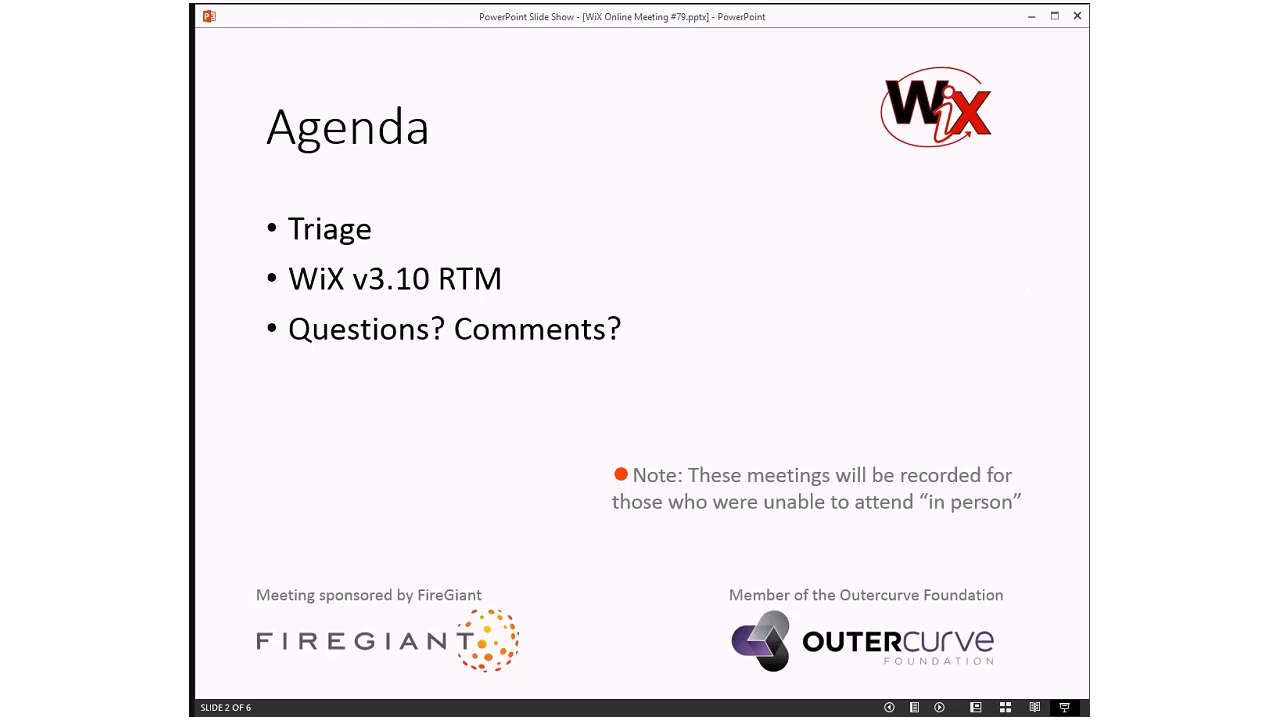 PowerPoint Slide Show - [WiX Online Meeting #79.pptx] - PowerPoint
WiX
Agenda
• Triage
• WiX v3.10 RTM
• Questions? Comments?
Note: These meetings will be recorded for
those who were unable to attend “in person”
Meeting sponsored by FireGiant
FIREGIANT
Member of the Outercurve Foundation
OUTERCURVE
FOUNDATION
SLIDE 2 OF 6